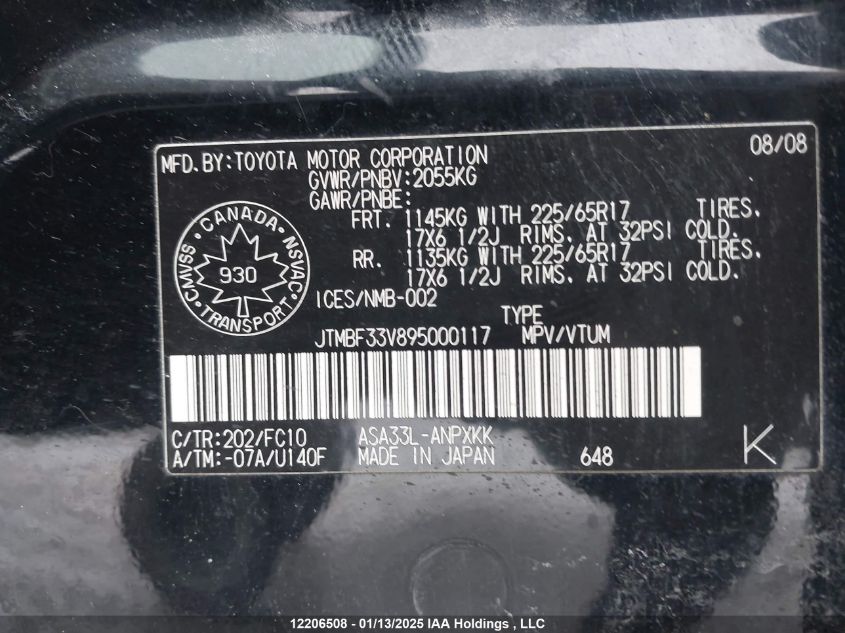 08/08
MFD.BY:TOYOTA MOTOR CORPORATION
GVWR/PNBV:2055KG
GAWR/PNBE:
FRT. 1145KG WITH 225/65R17 TIRES.
17X6 1/2J RIMS. AT 32PSI COLD.
RR. 1135KG WITH 225/65R17 TIRES.
17X6 1/2J RIMS. AT 32PSI COLD.
CANADA
CMVSS
NSVAC
930
TRANSPORT
ICES/NMB-002
TYPE
JTMBF33V895000117 MPV/VTUM
C/TR:202/FC10 ASA33L-ANPXKK
A/TM:-07A/U140F MADE IN JAPAN 648 K
12206508 - 01/13/2025 IAA Holdings, LLC